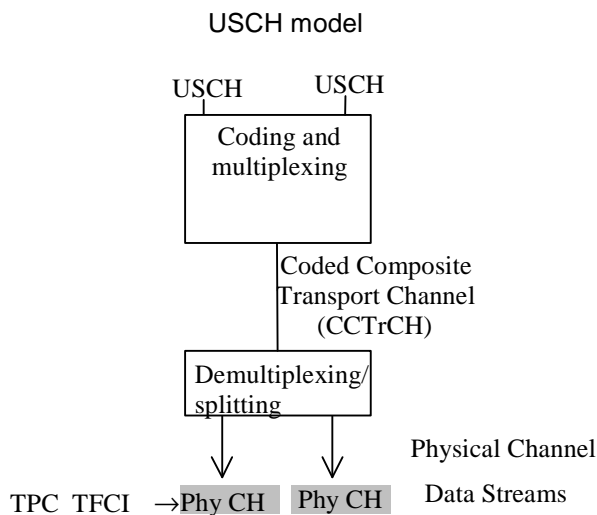 USCH model
USCH USCH
Coding and
multiplexing
Coded Composite
Transport Channel
(CCTrCH)
Demultiplexing/
splitting
Physical Channel
TPC TFCI →Phy CH Phy CH Data Streams